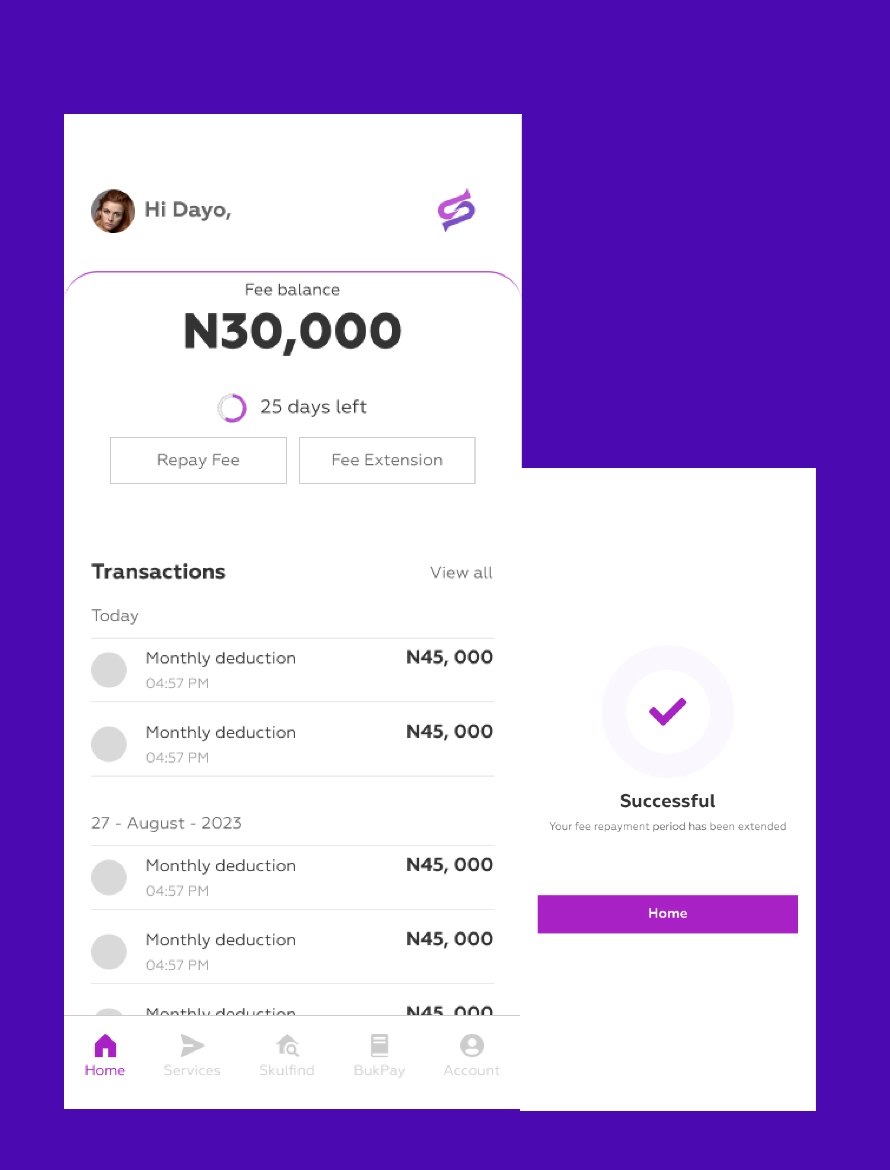 Hi Dayo,
Fee balance
N30,000
25 days left
Repay Fee
Fee Extension
Transactions
View all
Today
Monthly deduction
N45, 000
04:57 PM
Monthly deduction
N45, 000
04:57 PM
27 - August - 2023
Monthly deduction
N45, 000
04:57 PM
Monthly deduction
N45, 000
04:57 PM
Monthly deduction
N45, 000
Home
Services
Skulfind
BukPay
Account
Successful
Your fee repayment period has been extended
Home